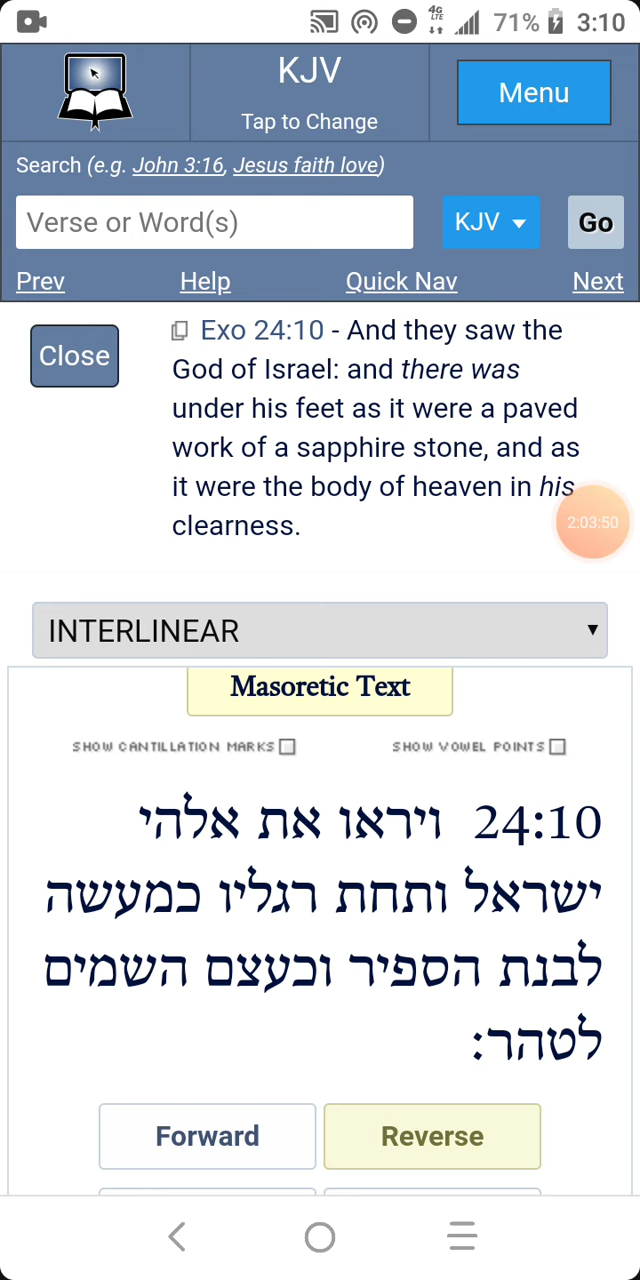 4G LTE 71% 3:10
KJV
Tap to Change
Menu
Search (e.g. John 3:16, Jesus faith love)
Verse or Word(s) KJV Go
Prev Help Quick Nav Next
Close
Exo 24:10 - And they saw the
God of Israel: and there was
under his feet as it were a paved
work of a sapphire stone, and as
it were the body of heaven in his
clearness.
2:03:50
INTERLINEAR
Masoretic Text
SHOW CANTILLATION MARKS SHOW VOWEL POINTS
24:10 ויראו את אלהי
ישראל ותחת רגליו כמעשה
לבנת הספיר וכעצם השמים
לטהר:
Forward Reverse